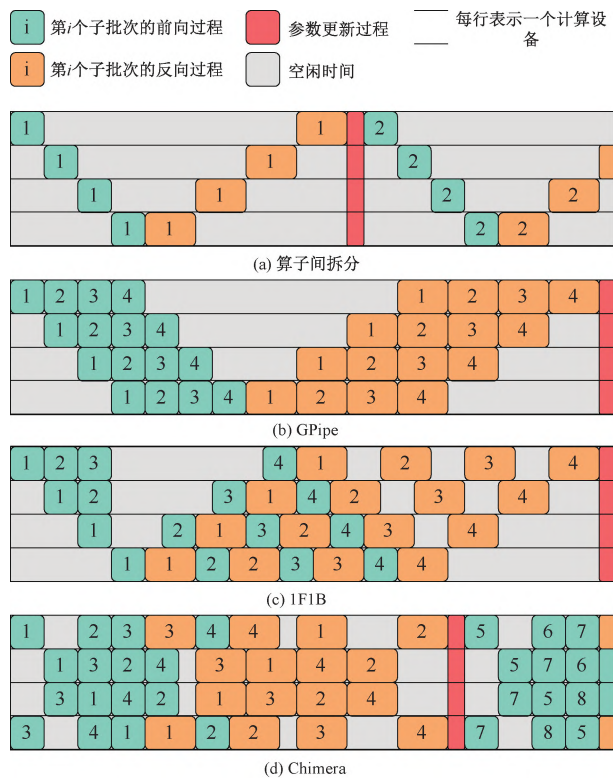 i 第i个子批次的前向过程 参数更新过程 每行表示一个计算设
备
i 第i个子批次的反向过程 空闲时间
1 1 2
1 1 2
1 1 2 2
1 1 2 2
(a) 算子间拆分
1 2 3 4 1 2 3 4
1 2 3 4 1 2 3 4
1 2 3 4 1 2 3 4
1 2 3 4 1 2 3 4
(b) GPipe
1 2 3 4 1 2 3 4
1 2 3 1 4 2 3 4
1 2 1 3 2 4 3 4
1 1 2 2 3 3 4 4
(c) 1F1B
1 2 3 3 4 4 1 2 5 6 7
1 3 2 4 3 1 4 2 5 7 6
3 1 4 2 1 3 2 4 7 5 8
3 4 1 1 2 2 3 4 7 8 5
(d) Chimera